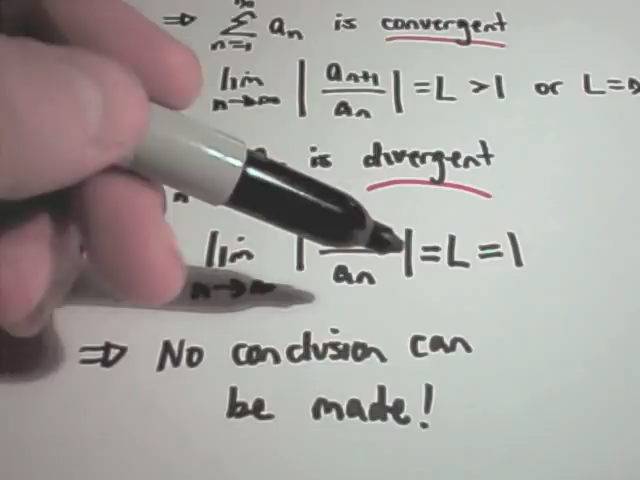 ⇒ ∑ n=1 ∞ aₙ is convergent
lim n→∞ | aₙ₊₁ / aₙ | = L > 1 or L =
n is divergent
lim n→∞ | / aₙ | = L = 1
⇒ No conclusion can
be made!